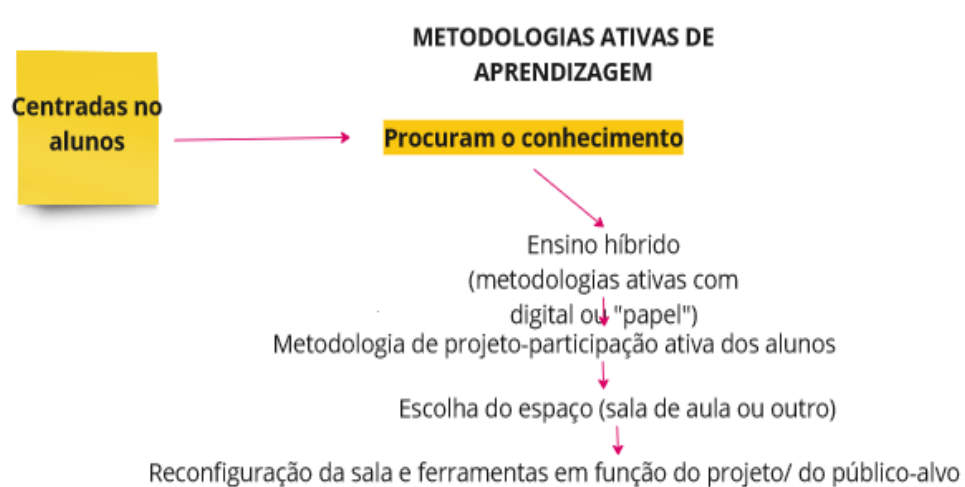 METODOLOGIAS ATIVAS DE
APRENDIZAGEM
Centradas no
alunos
Procuram o conhecimento
Ensino híbrido
(metodologias ativas com
digital ou "papel")
Metodologia de projeto-participação ativa dos alunos
Escolha do espaço (sala de aula ou outro)
Reconfiguração da sala e ferramentas em função do projeto/ do público-alvo